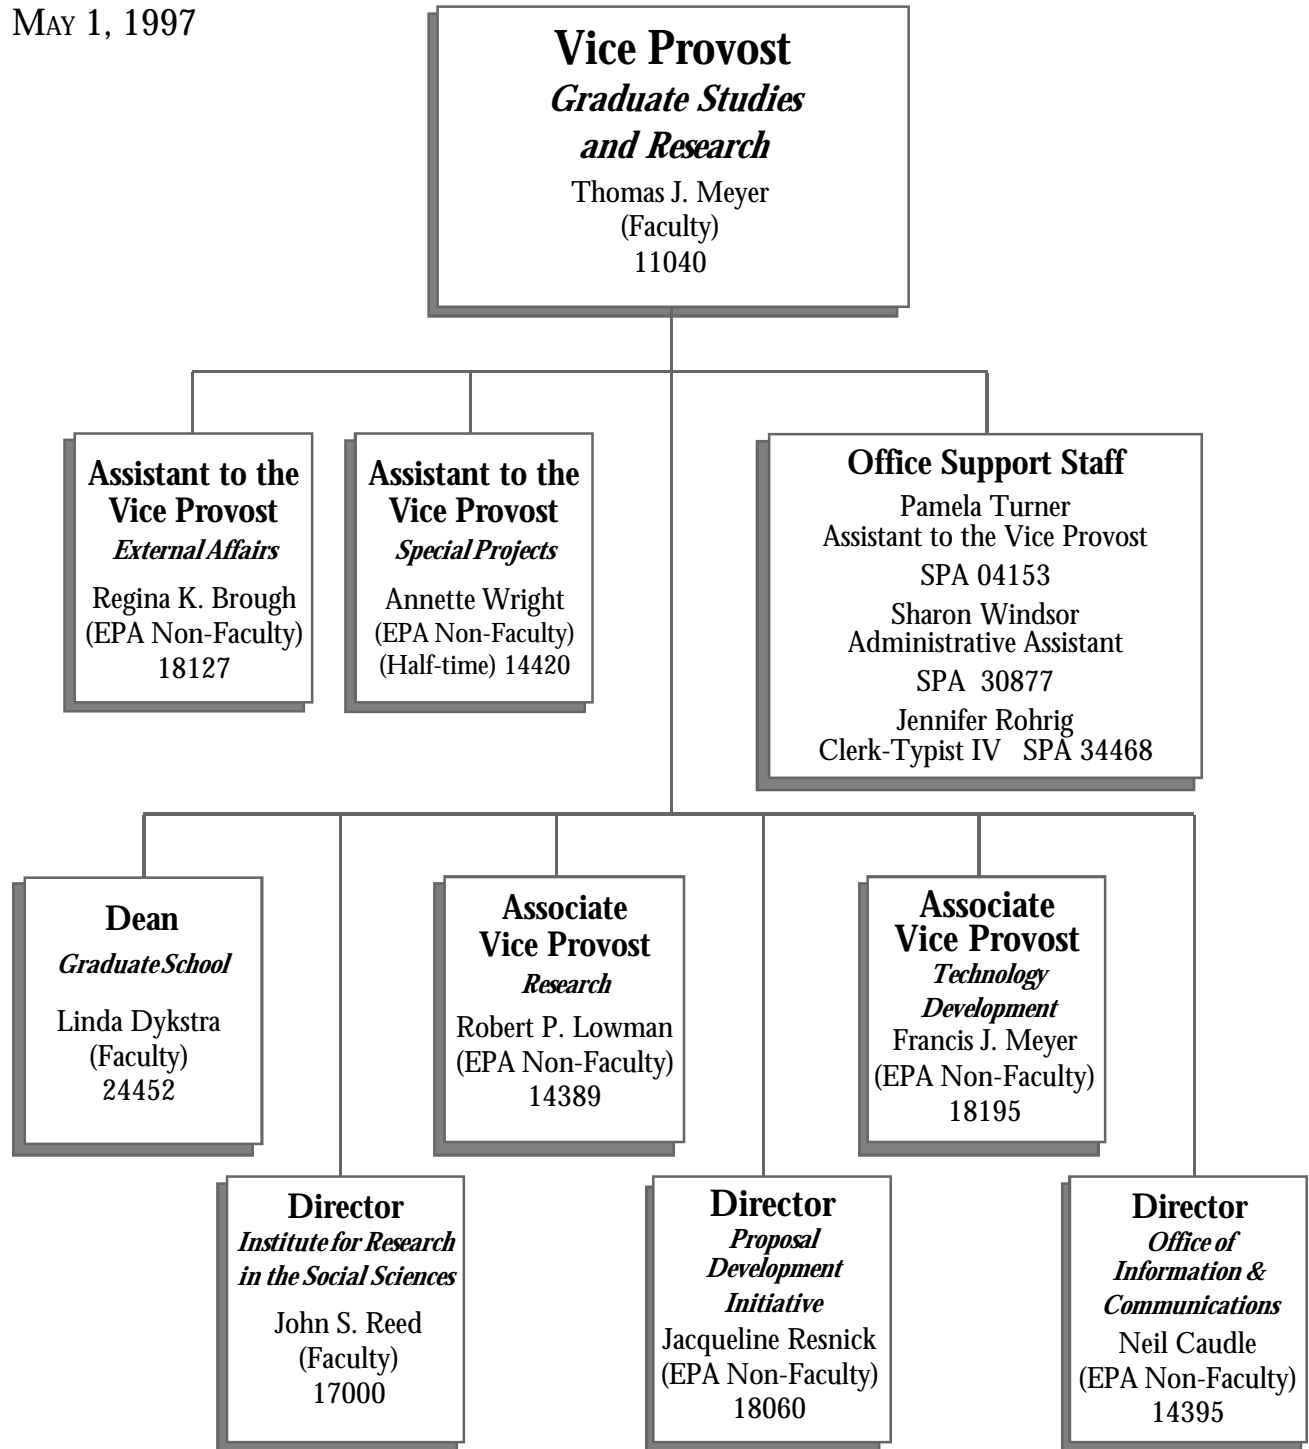 MAY 1, 1997
Vice Provost
Graduate Studies
and Research
Thomas J. Meyer
(Faculty)
11040
Assistant to the
Vice Provost
External Affairs
Regina K. Brough
(EPA Non-Faculty)
18127
Assistant to the
Vice Provost
Special Projects
Annette Wright
(EPA Non-Faculty)
(Half-time) 14420
Office Support Staff
Pamela Turner
Assistant to the Vice Provost
SPA 04153
Sharon Windsor
Administrative Assistant
SPA 30877
Jennifer Rohrig
Clerk-Typist IV SPA 34468
Dean
Graduate School
Linda Dykstra
(Faculty)
24452
Associate
Vice Provost
Research
Robert P. Lowman
(EPA Non-Faculty)
14389
Associate
Vice Provost
Technology
Development
Francis J. Meyer
(EPA Non-Faculty)
18195
Director
Institute for Research
in the Social Sciences
John S. Reed
(Faculty)
17000
Director
Proposal
Development
Initiative
Jacqueline Resnick
(EPA Non-Faculty)
18060
Director
Office of
Information &
Communications
Neil Caudle
(EPA Non-Faculty)
14395